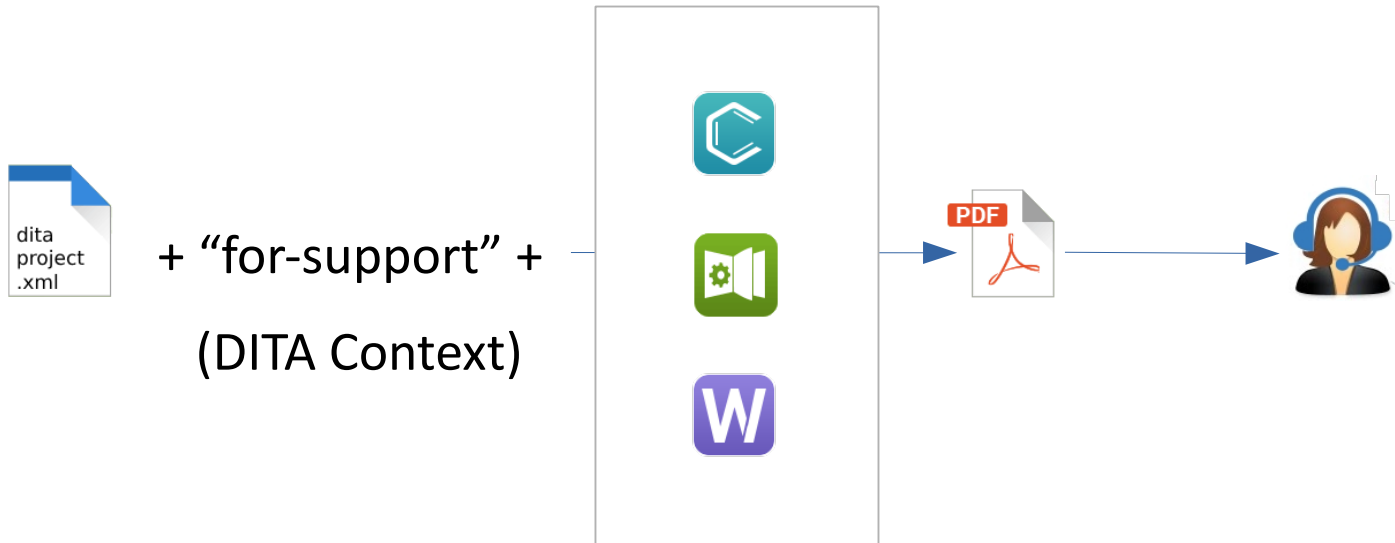 dita
project
.xml
+ “for-support” +
(DITA Context)
C
W
PDF